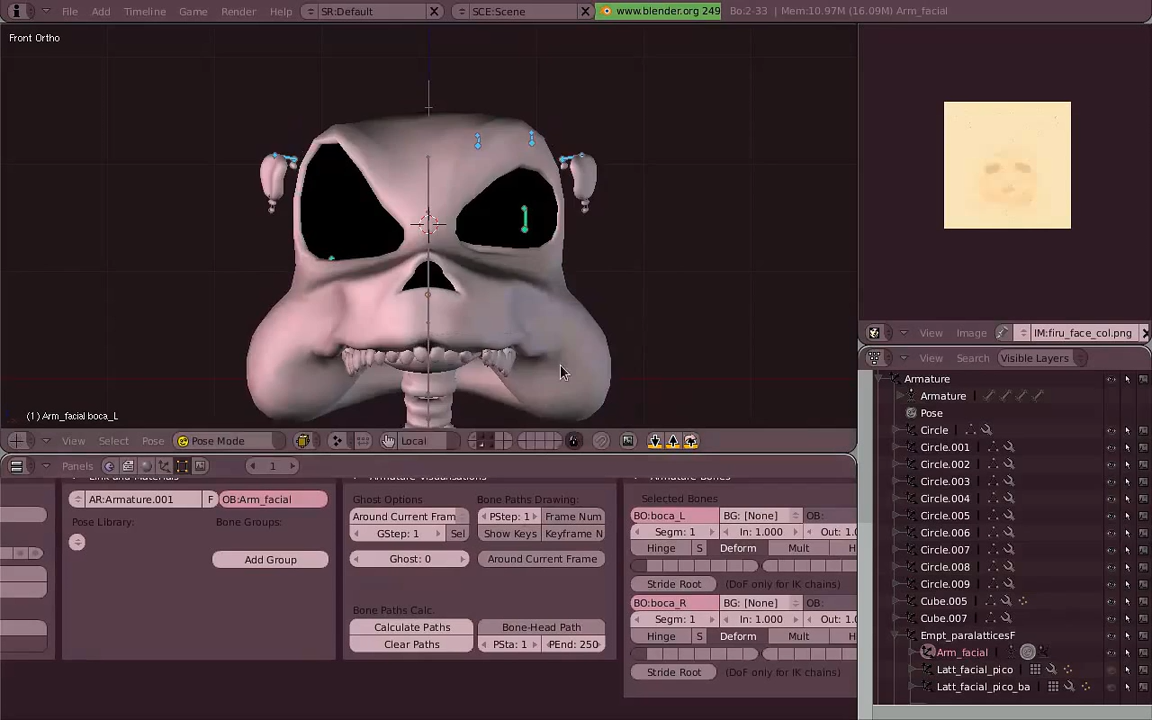 File Add Timeline Game Render Help SR:Default SCE:Scene www.blender.org 249 Bo:2-33 | Mem:10.97M (16.09M) Arm_facial
Front Ortho
(1) Arm_facial boca_L
View Select Pose Pose Mode Local
Panels 1
AR:Armature.001 F OB:Arm_facial
Pose Library: Bone Groups:
Add Group
Ghost Options Bone Paths Drawing:
Around Current Fram PStep: 1 Frame Num
GStep: 1 Sel Show Keys Keyframe N
Ghost: 0 Around Current Frame
Bone Paths Calc.
Calculate Paths Bone-Head Path
Clear Paths PSta: 1 PEnd: 250
Selected Bones
BO:boca_L BG: [None] OB:
Segm: 1 In: 1.000 Out: 1.0
Hinge S Deform Mult H
Stride Root (DoF only for IK chains)
BO:boca_R BG: [None] OB:
Segm: 1 In: 1.000 Out: 1.0
Hinge S Deform Mult H
Stride Root (DoF only for IK chains)
View Image IM:firu_face_col.png
View Search Visible Layers
Armature
Armature
Pose
Circle
Circle.001
Circle.002
Circle.003
Circle.004
Circle.005
Circle.006
Circle.007
Circle.008
Circle.009
Cube.005
Cube.007
Empt_paralatticesF
Arm_facial
Latt_facial_pico
Latt_facial_pico_ba